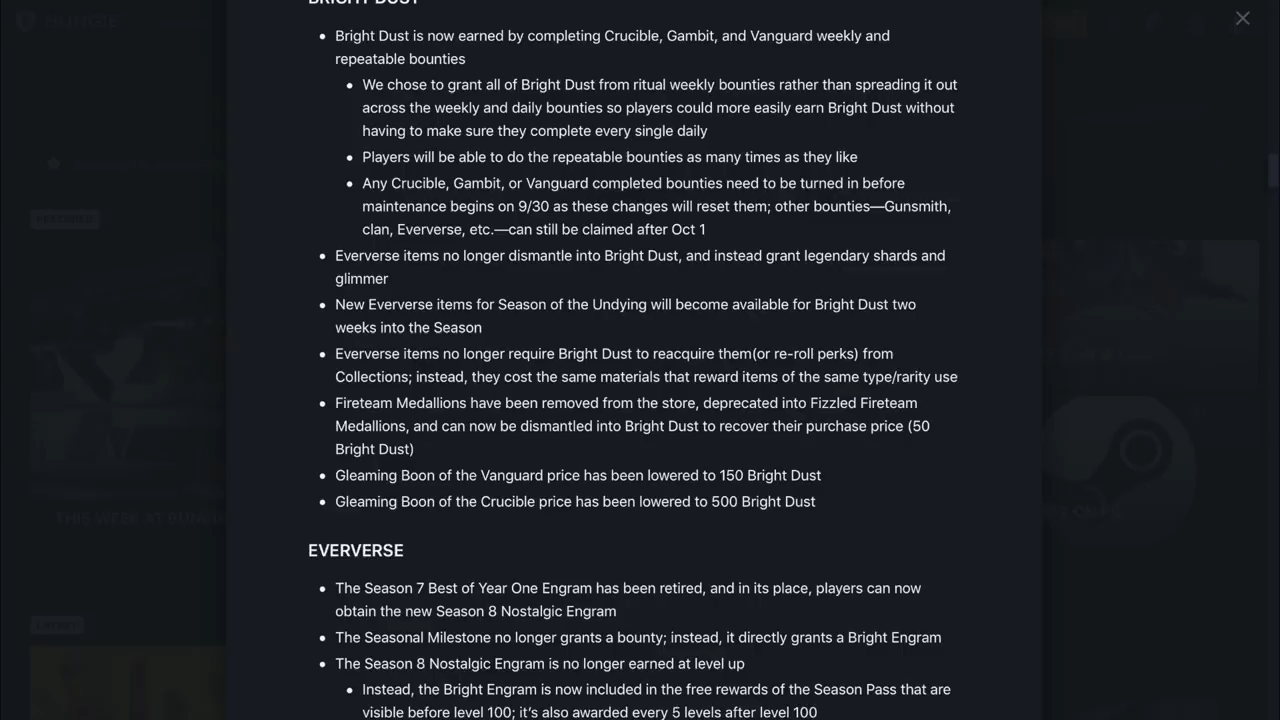 BRIGHT DUST
Bright Dust is now earned by completing Crucible, Gambit, and Vanguard weekly and
repeatable bounties
We chose to grant all of Bright Dust from ritual weekly bounties rather than spreading it out
across the weekly and daily bounties so players could more easily earn Bright Dust without
having to make sure they complete every single daily
Players will be able to do the repeatable bounties as many times as they like
Any Crucible, Gambit, or Vanguard completed bounties need to be turned in before
maintenance begins on 9/30 as these changes will reset them; other bounties—Gunsmith,
clan, Eververse, etc.—can still be claimed after Oct 1
Eververse items no longer dismantle into Bright Dust, and instead grant legendary shards and
glimmer
New Eververse items for Season of the Undying will become available for Bright Dust two
weeks into the Season
Eververse items no longer require Bright Dust to reacquire them(or re-roll perks) from
Collections; instead, they cost the same materials that reward items of the same type/rarity use
Fireteam Medallions have been removed from the store, deprecated into Fizzled Fireteam
Medallions, and can now be dismantled into Bright Dust to recover their purchase price (50
Bright Dust)
Gleaming Boon of the Vanguard price has been lowered to 150 Bright Dust
Gleaming Boon of the Crucible price has been lowered to 500 Bright Dust
EVERVERSE
The Season 7 Best of Year One Engram has been retired, and in its place, players can now
obtain the new Season 8 Nostalgic Engram
The Seasonal Milestone no longer grants a bounty; instead, it directly grants a Bright Engram
The Season 8 Nostalgic Engram is no longer earned at level up
Instead, the Bright Engram is now included in the free rewards of the Season Pass that are
visible before level 100; it's also awarded every 5 levels after level 100
BUNGIE
THIS WEEK AT BUNGIE